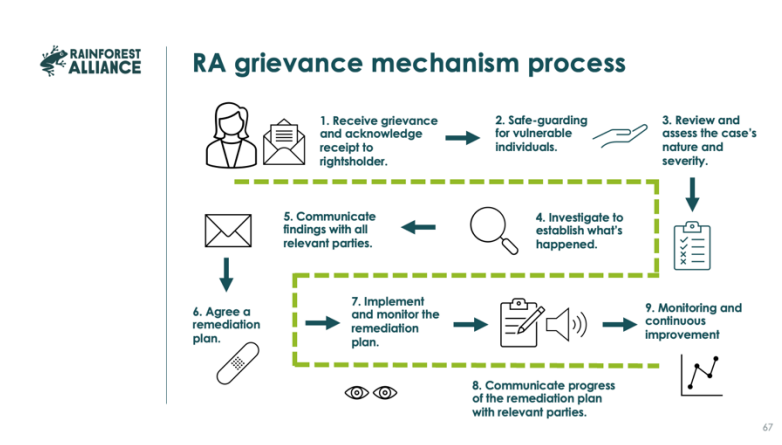 RAINFOREST
ALLIANCE
RA grievance mechanism process
1. Receive grievance
and acknowledge
receipt to
rightsholder.
2. Safe-guarding
for vulnerable
individuals.
3. Review and
assess the case's
nature and
severity.
5. Communicate
findings with all
relevant parties.
4. Investigate to
establish what's
happened.
6. Agree a
remediation
plan.
7. Implement
and monitor the
remediation
plan.
9. Monitoring and
continuous
improvement
8. Communicate progress
of the remediation plan
with relevant parties.
67